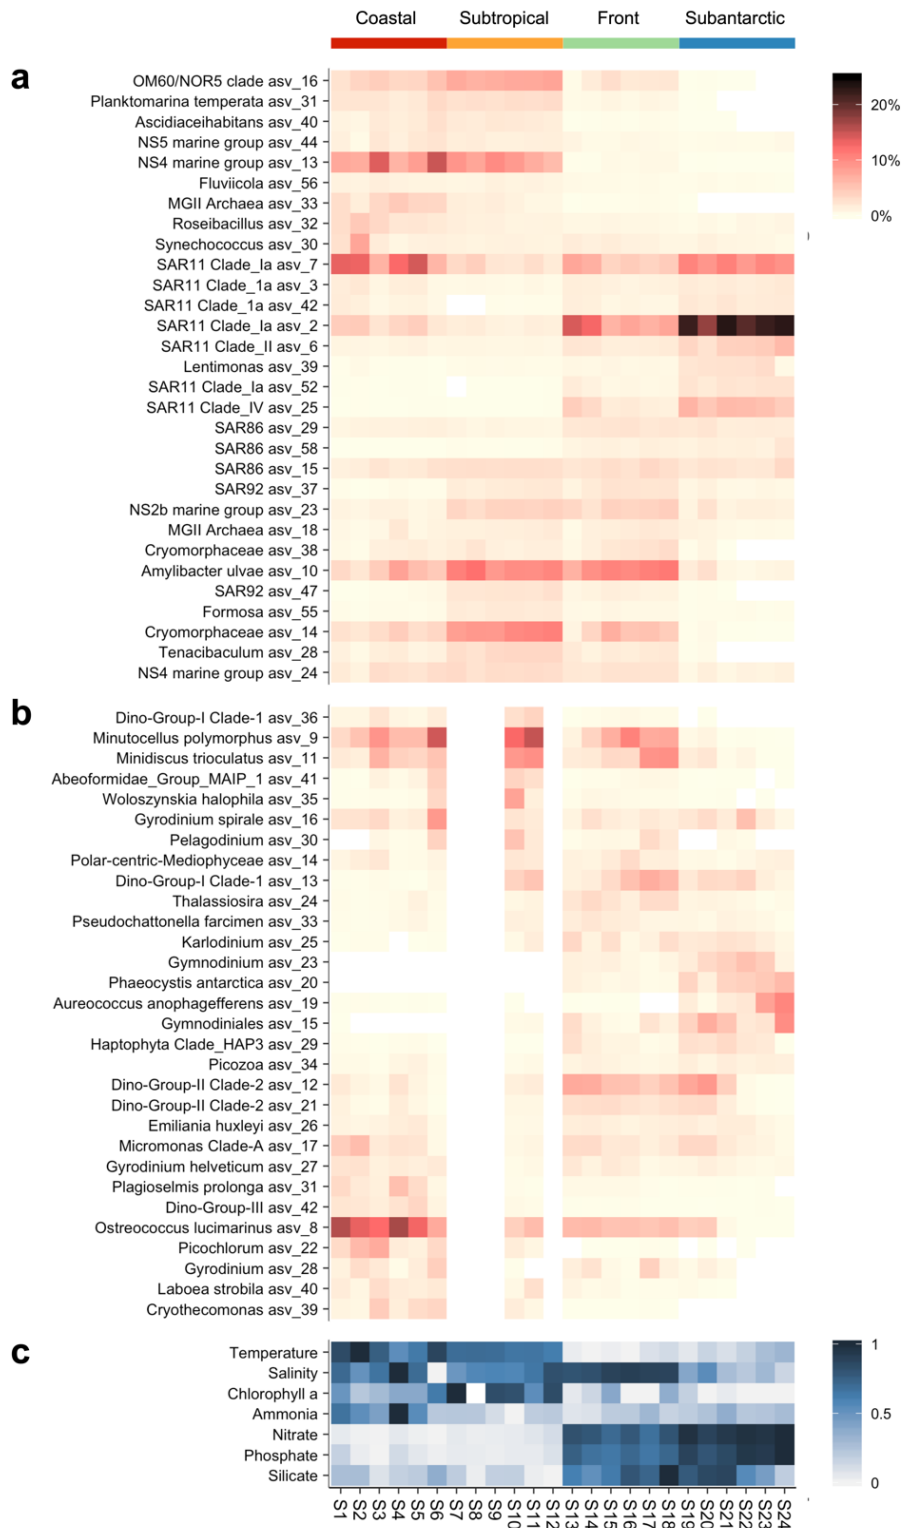 Coastal Subtropical Front Subantarctic
a
OM60/NOR5 clade asv_16
Planktomarina temperata asv_31
Ascidiaceihabitans asv_40
NS5 marine group asv_44
NS4 marine group asv_13
Fluviicola asv_56
MGII Archaea asv_33
Roseibacillus asv_32
Synechococcus asv_30
SAR11 Clade_Ia asv_7
SAR11 Clade_1a asv_3
SAR11 Clade_1a asv_42
SAR11 Clade_Ia asv_2
SAR11 Clade_II asv_6
Lentimonas asv_39
SAR11 Clade_Ia asv_52
SAR11 Clade_IV asv_25
SAR86 asv_29
SAR86 asv_58
SAR86 asv_15
SAR92 asv_37
NS2b marine group asv_23
MGII Archaea asv_18
Cryomorphaceae asv_38
Amylibacter ulvae asv_10
SAR92 asv_47
Formosa asv_55
Cryomorphaceae asv_14
Tenacibaculum asv_28
NS4 marine group asv_24
20%
10%
0%
b
Dino-Group-I Clade-1 asv_36
Minutocellus polymorphus asv_9
Minidiscus trioculatus asv_11
Abeoformidae_Group_MAIP_1 asv_41
Woloszynskia halophila asv_35
Gyrodinium spirale asv_16
Pelagodinium asv_30
Polar-centric-Mediophyceae asv_14
Dino-Group-I Clade-1 asv_13
Thalassiosira asv_24
Pseudochattonella farcimen asv_33
Karlodinium asv_25
Gymnodinium asv_23
Phaeocystis antarctica asv_20
Aureococcus anophagefferens asv_19
Gymnodiniales asv_15
Haptophyta Clade_HAP3 asv_29
Picozoa asv_34
Dino-Group-II Clade-2 asv_12
Dino-Group-II Clade-2 asv_21
Emiliania huxleyi asv_26
Micromonas Clade-A asv_17
Gyrodinium helveticum asv_27
Plagioselmis prolonga asv_31
Dino-Group-III asv_42
Ostreococcus lucimarinus asv_8
Picochlorum asv_22
Gyrodinium asv_28
Laboea strobila asv_40
Cryothecomonas asv_39
c
Temperature
Salinity
Chlorophyll a
Ammonia
Nitrate
Phosphate
Silicate
1
0.5
0
S1 S2 S3 S4 S5 S6 S7 S8 S9 S10 S11 S12 S13 S14 S15 S16 S17 S18 S19 S20 S21 S22 S23 S24